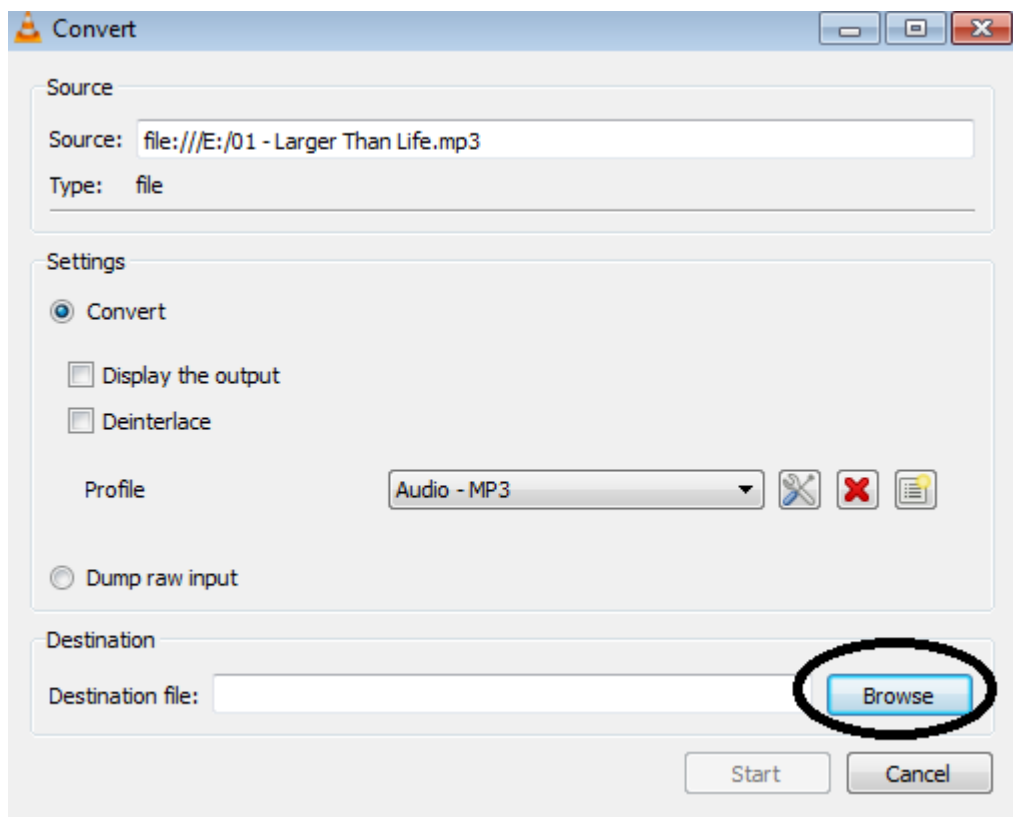 Convert
Source
Source: file:///E:/01 - Larger Than Life.mp3
Type: file
Settings
Convert
Display the output
Deinterlace
Profile Audio - MP3
Dump raw input
Destination
Destination file: Browse
Start Cancel